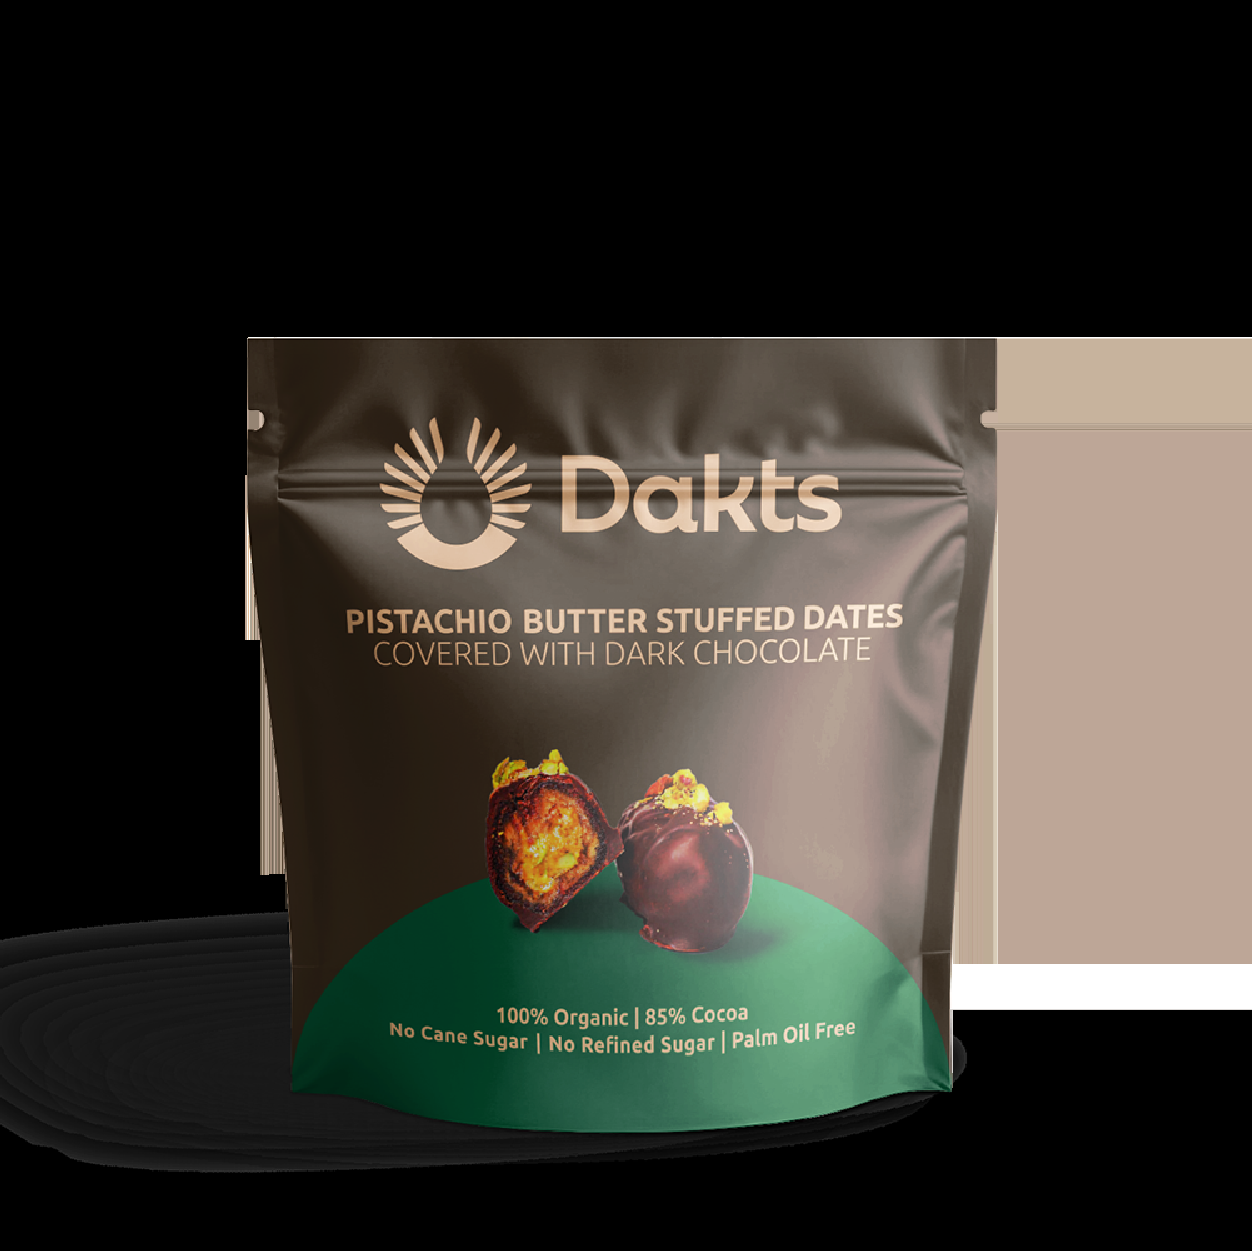 Dakts
PISTACHIO BUTTER STUFFED DATES
COVERED WITH DARK CHOCOLATE
100% Organic | 85% Cocoa
No Cane Sugar | No Refined Sugar | Palm Oil Free